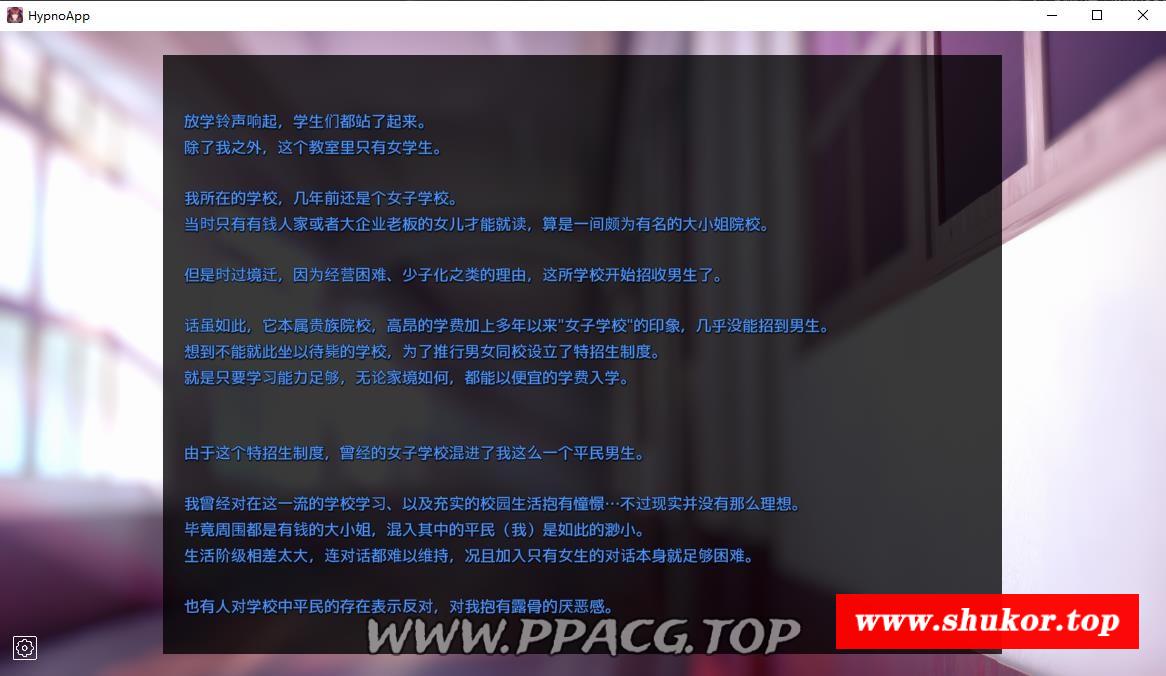 HypnoApp
放学铃声响起，学生们都站了起来。
除了我之外，这个教室里只有女学生。
我所在的学校，几年前还是个女子学校。
当时只有有钱人家或者大企业老板的女儿才能就读，算是一间颇为有名的大小姐院校。
但是时过境迁，因为经营困难、少子化之类的理由，这所学校开始招收男生了。
话虽如此，它本属贵族院校，高昂的学费加上多年以来"女子学校"的印象，几乎没能招到男生。
想到不能就此坐以待毙的学校，为了推行男女同校设立了特招生制度。
就是只要学习能力足够，无论家境如何，都能以便宜的学费入学。
由于这个特招生制度，曾经的女子学校混进了我这么一个平民男生。
我曾经对在这一流的学校学习、以及充实的校园生活抱有憧憬…不过现实并没有那么理想。
毕竟周围都是有钱的大小姐，混入其中的平民（我）是如此的渺小。
生活阶级相差太大，连对话都难以维持，况且加入只有女生的对话本身就足够困难。
也有人对学校中平民的存在表示反对，对我抱有露骨的厌恶感。
WWW.PPACG.TOP
www.shukor.top